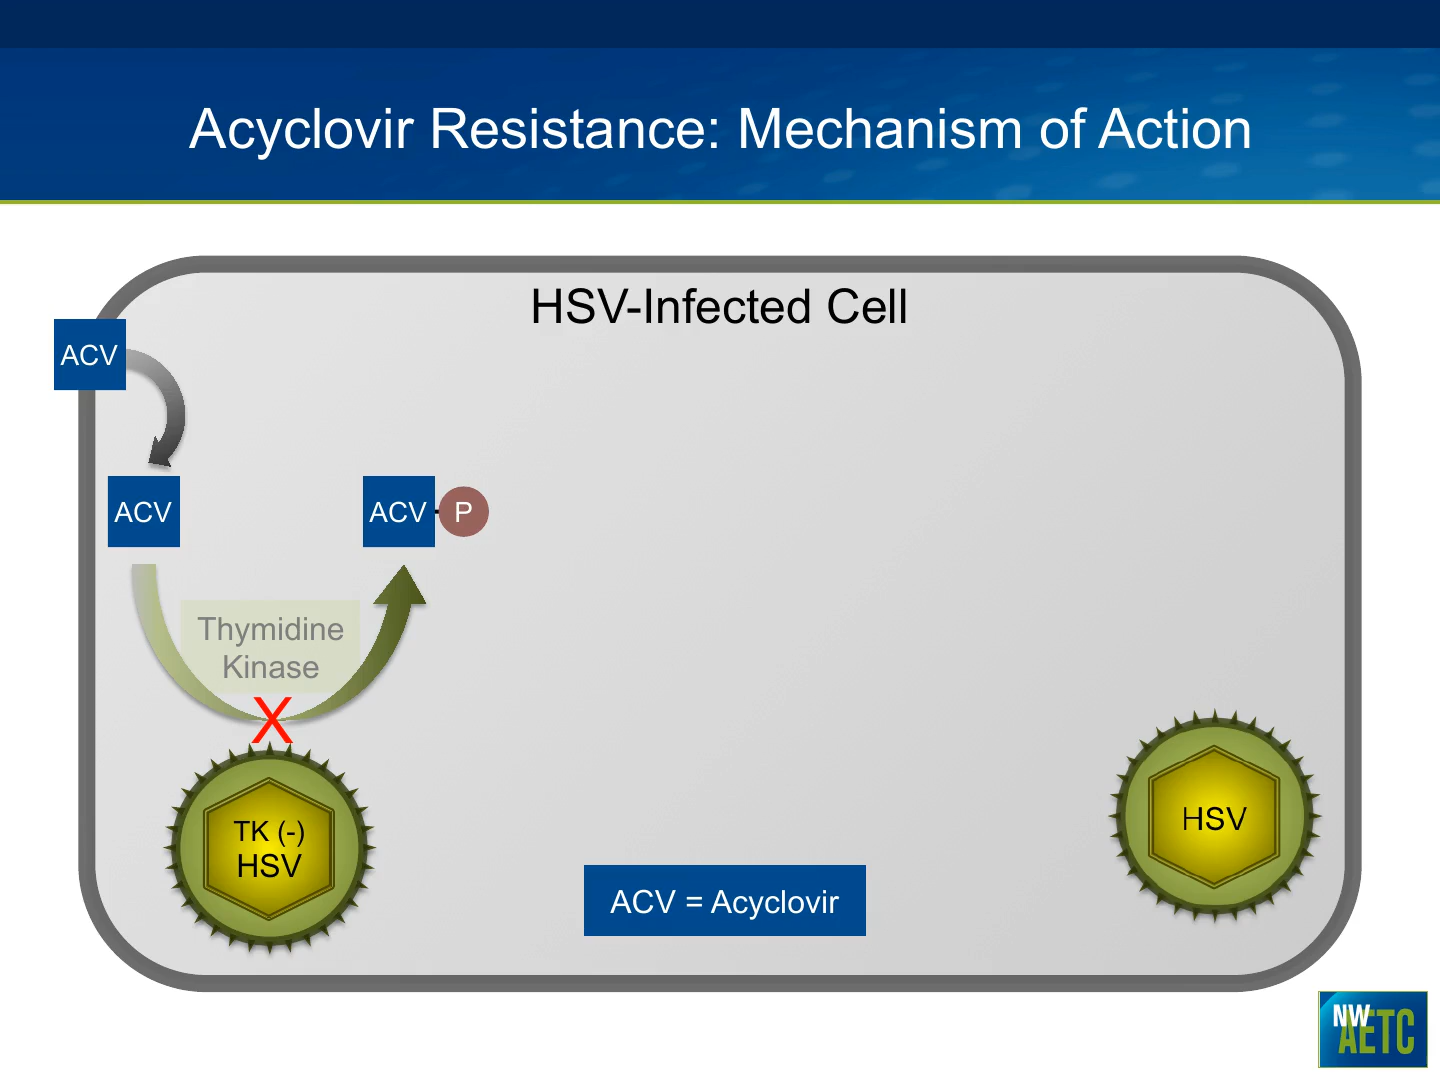 Acyclovir Resistance: Mechanism of Action
HSV-Infected Cell
ACV
ACV
ACV P
Thymidine
Kinase
X
TK (-)
HSV
HSV
ACV = Acyclovir
NW
AETC